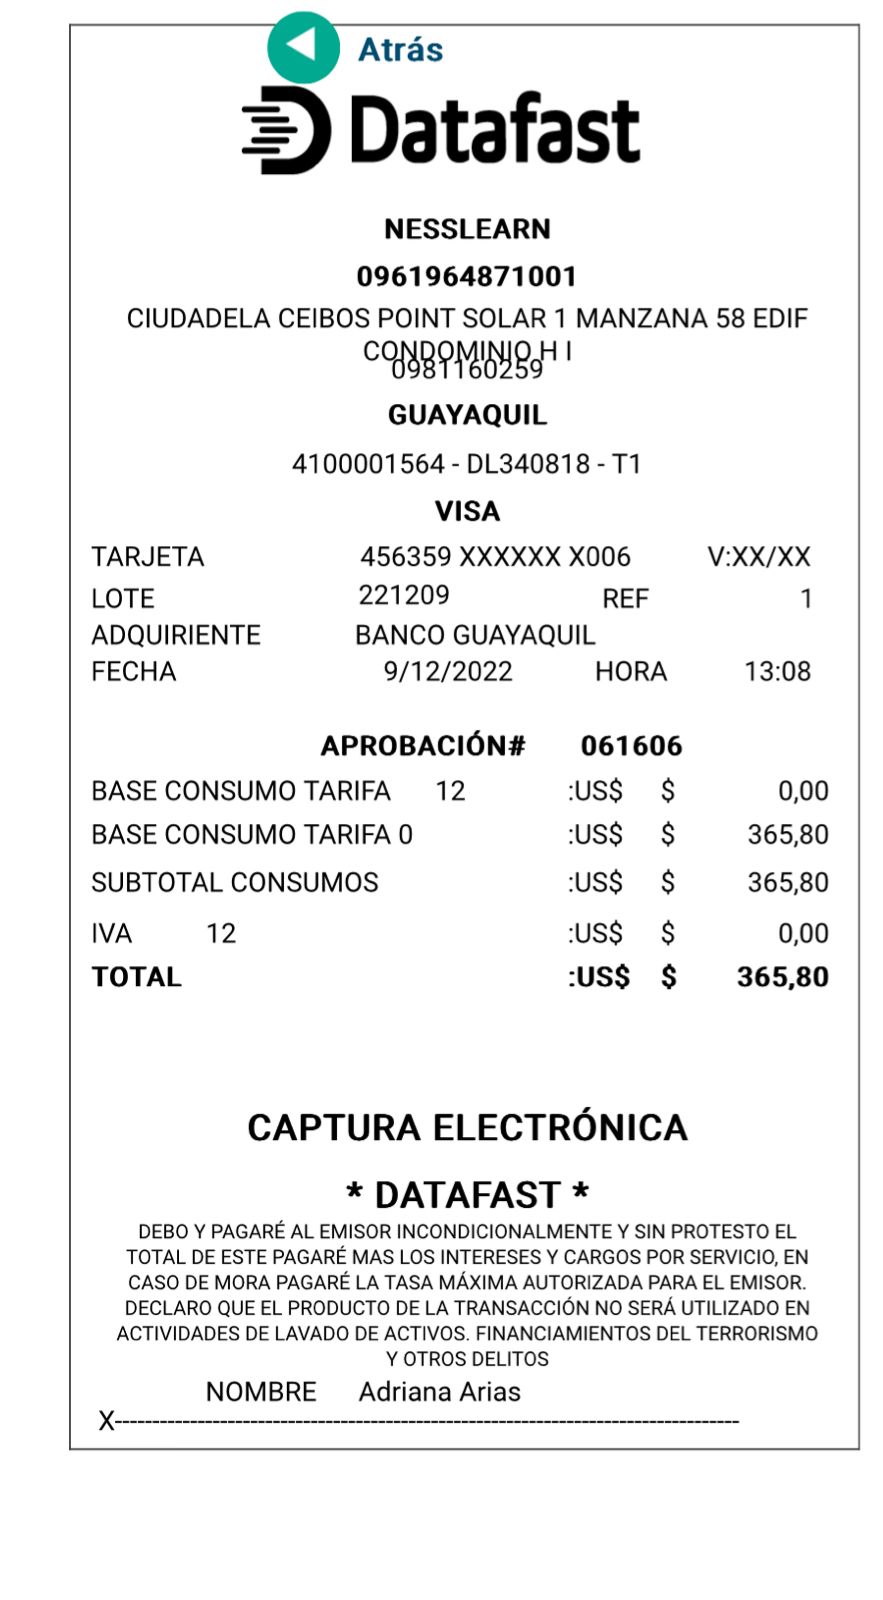 Atrás
Datafast
NESSLEARN
0961964871001
CIUDADELA CEIBOS POINT SOLAR 1 MANZANA 58 EDIF
CONDOMINIO H I
0981160259
GUAYAQUIL
4100001564 - DL340818 - T1
VISA
TARJETA 456359 XXXXXX X006 V:XX/XX
LOTE 221209 REF 1
ADQUIRIENTE BANCO GUAYAQUIL
FECHA 9/12/2022 HORA 13:08
APROBACIÓN# 061606
BASE CONSUMO TARIFA 12 :US$ $ 0,00
BASE CONSUMO TARIFA 0 :US$ $ 365,80
SUBTOTAL CONSUMOS :US$ $ 365,80
IVA 12 :US$ $ 0,00
TOTAL :US$ $ 365,80
CAPTURA ELECTRÓNICA
* DATAFAST *
DEBO Y PAGARÉ AL EMISOR INCONDICIONALMENTE Y SIN PROTESTO EL
TOTAL DE ESTE PAGARÉ MAS LOS INTERESES Y CARGOS POR SERVICIO, EN
CASO DE MORA PAGARÉ LA TASA MÁXIMA AUTORIZADA PARA EL EMISOR.
DECLARO QUE EL PRODUCTO DE LA TRANSACCIÓN NO SERÁ UTILIZADO EN
ACTIVIDADES DE LAVADO DE ACTIVOS. FINANCIAMIENTOS DEL TERRORISMO
Y OTROS DELITOS
NOMBRE Adriana Arias
X------------------------------------------------------------------------------------